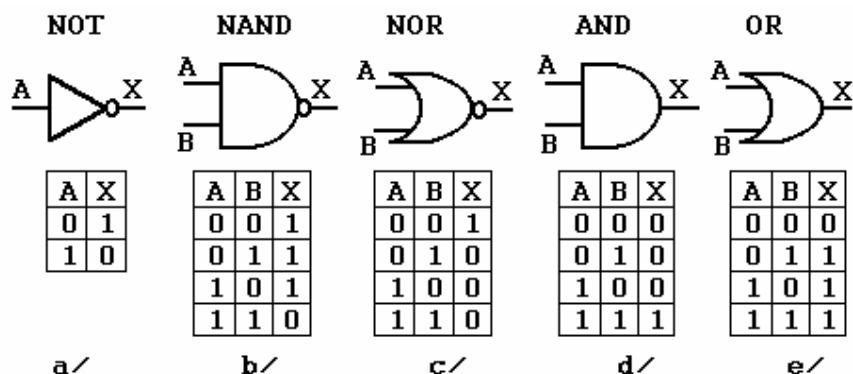 NOT NAND NOR AND OR
A X A B X A B X A B X A B X
A X A B X A B X A B X A B X
0 1 0 0 1 0 0 1 0 0 0 0 0 0
1 0 0 1 1 0 1 0 0 1 0 0 1 1
1 0 1 1 0 0 1 0 0 1 0 1
1 1 0 1 1 0 1 1 1 1 1 1
a/ b/ c/ d/ e/